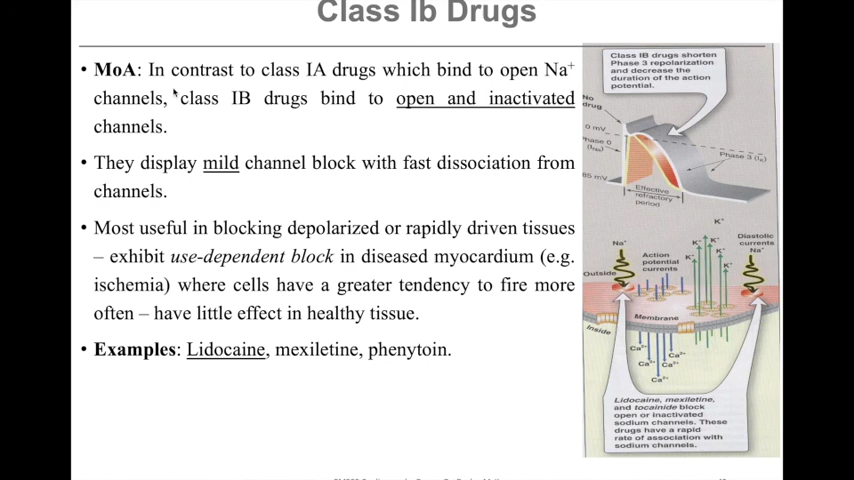 Class Ib Drugs
• MoA: In contrast to class IA drugs which bind to open Na+
channels, class IB drugs bind to open and inactivated
channels.
• They display mild channel block with fast dissociation from
channels.
• Most useful in blocking depolarized or rapidly driven tissues
– exhibit use-dependent block in diseased myocardium (e.g.
ischemia) where cells have a greater tendency to fire more
often – have little effect in healthy tissue.
• Examples: Lidocaine, mexiletine, phenytoin.
Class IB drugs shorten
Phase 3 repolarization
and decrease the
duration of the action
potential.
No
drug
0 mV
Phase 0
Phase 3
85 mV
Effective
refractory
period
K+
Na+
K+
K+
K+
K+
K+
Diastolic
currents
Na+
Action
potential
currents
Outside
Membrane
Inside
Ca2+
Ca2+
Ca2+
Ca2+
Ca2+
Lidocaine, mexiletine,
and tocainide block
open or inactivated
sodium channels. These
drugs have a rapid
rate of association with
sodium channels.